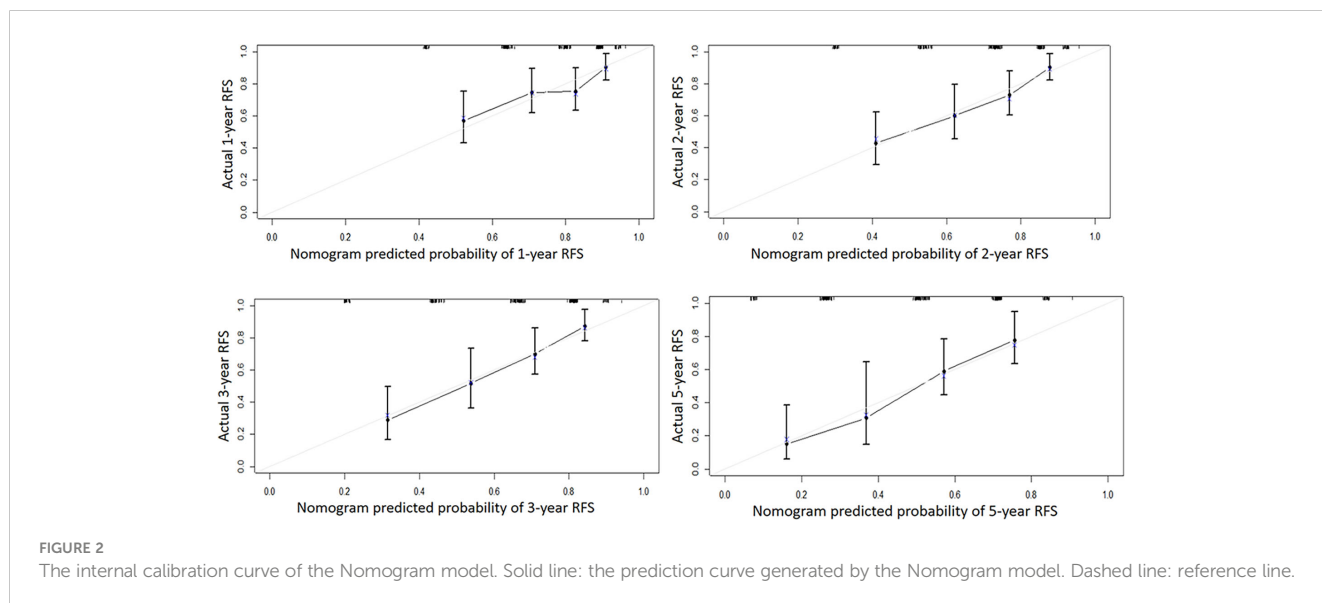 Actual 1-year RFS
1.0
0.8
0.6
0.4
0.2
0.0
0.0 0.2 0.4 0.6 0.8 1.0
Nomogram predicted probability of 1-year RFS
Actual 2-year RFS
1.0
0.8
0.6
0.4
0.2
0.0
0.0 0.2 0.4 0.6 0.8 1.0
Nomogram predicted probability of 2-year RFS
Actual 3-year RFS
1.0
0.8
0.6
0.4
0.2
0.0
0.0 0.2 0.4 0.6 0.8 1.0
Nomogram predicted probability of 3-year RFS
Actual 5-year RFS
1.0
0.8
0.6
0.4
0.2
0.0
0.0 0.2 0.4 0.6 0.8 1.0
Nomogram predicted probability of 5-year RFS
FIGURE 2
The internal calibration curve of the Nomogram model. Solid line: the prediction curve generated by the Nomogram model. Dashed line: reference line.